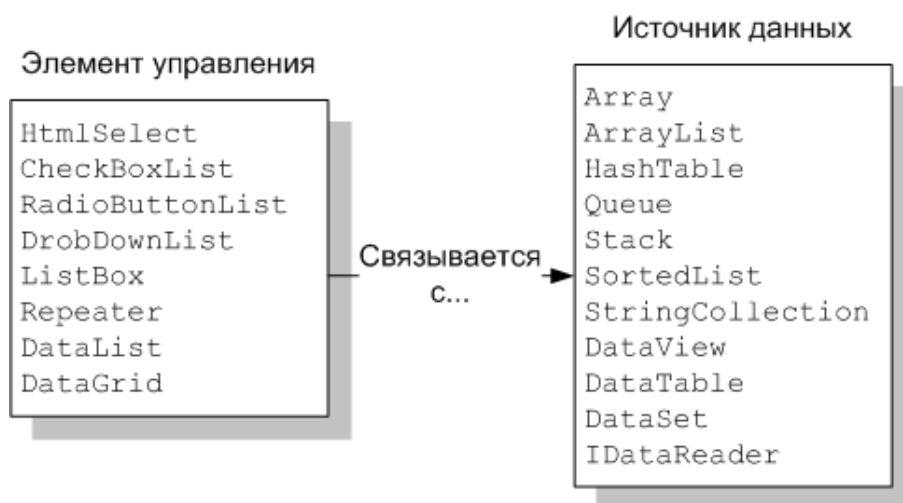 Источник данных
Элемент управления
HtmlSelect
CheckBoxList
RadioButtonList
DrobDownList
ListBox
Repeater
DataList
DataGrid
Связывается
с...
Array
ArrayList
HashTable
Queue
Stack
SortedList
StringCollection
DataView
DataTable
DataSet
IDataReader